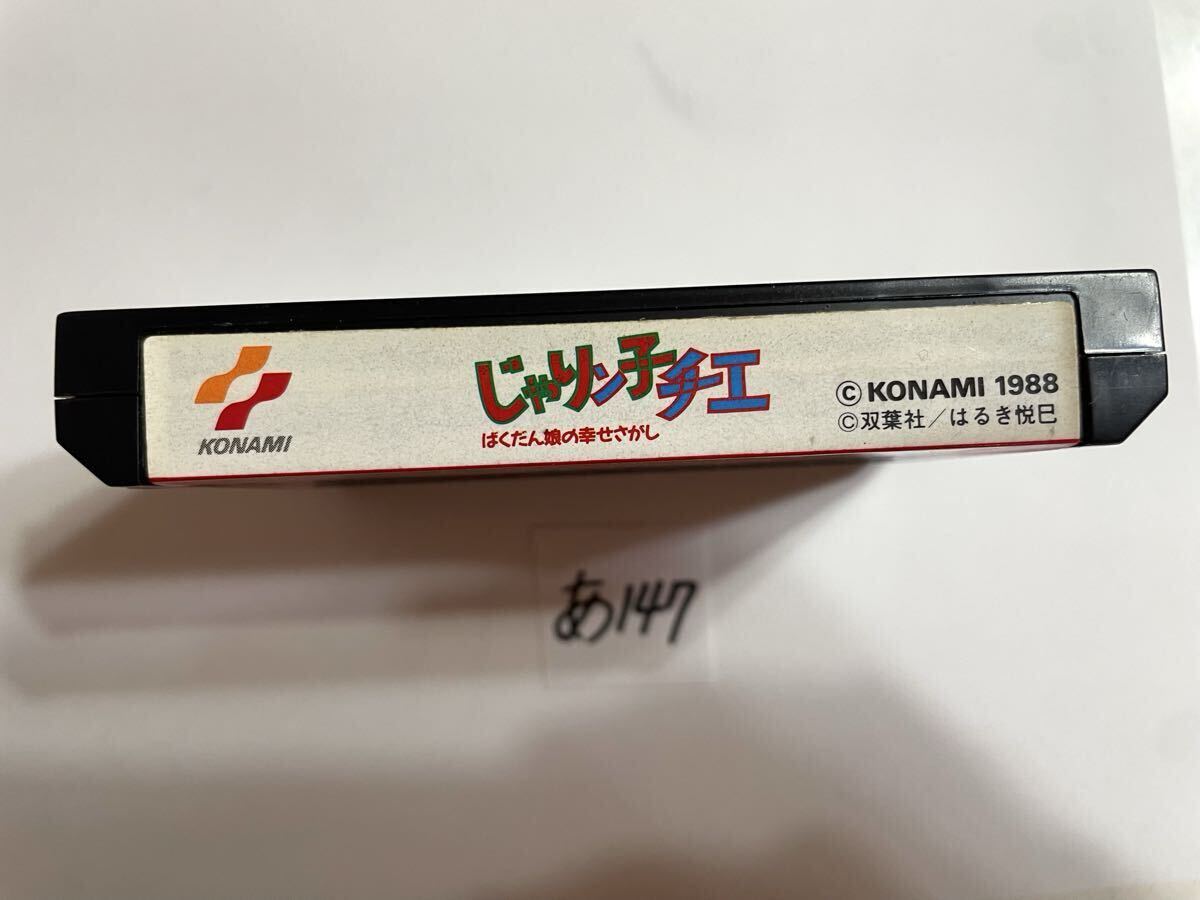 KONAMI
じゃリン子チエ
ばくだん娘の幸せさがし
© KONAMI 1988
©双葉社/はるき悦巳
あ147